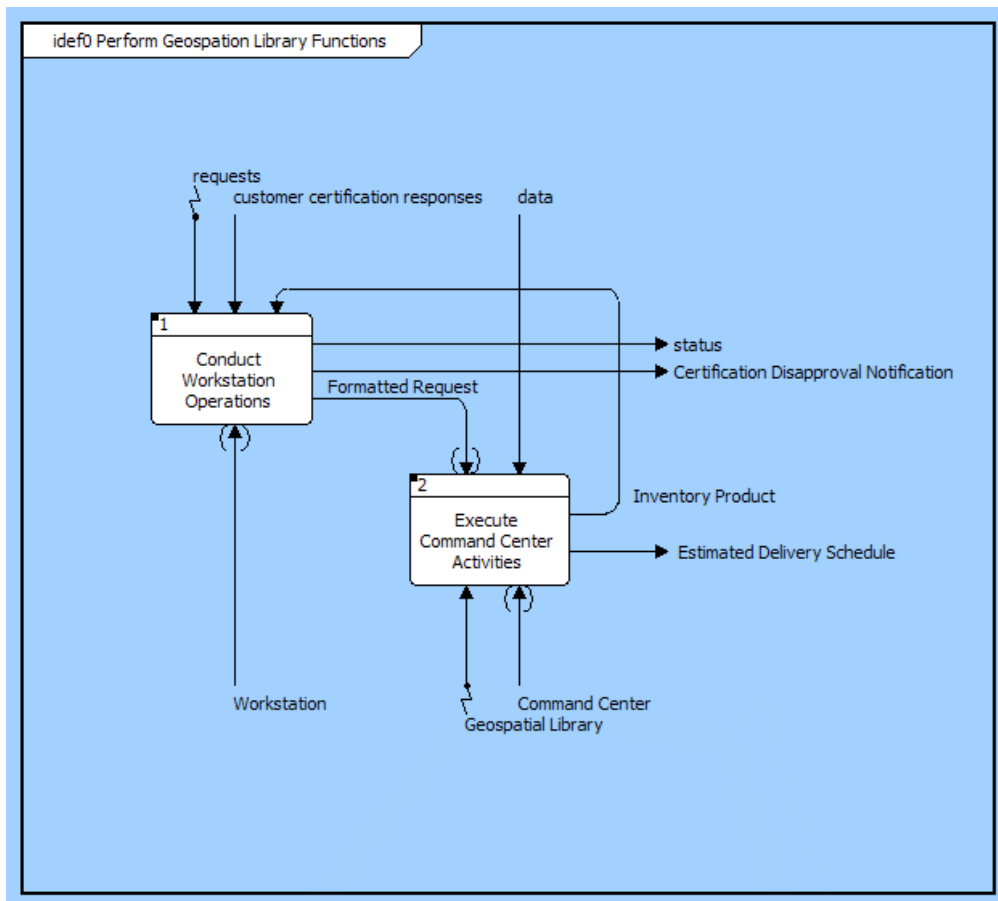 idef0 Perform Geospation Library Functions
requests
customer certification responses
data
1
Conduct
Workstation
Operations
status
Certification Disapproval Notification
Formatted Request
2
Execute
Command Center
Activities
Inventory Product
Estimated Delivery Schedule
Workstation
Command Center
Geospatial Library